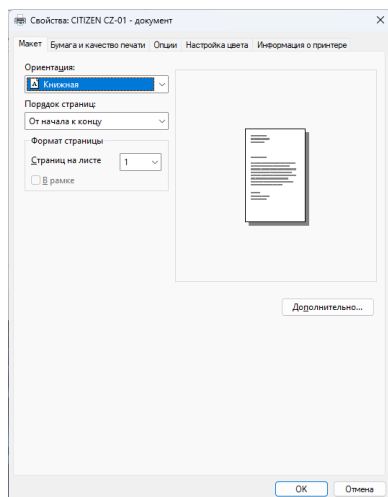 Свойства: CITIZEN CZ-01 - документ
Макет Бумага и качество печати Опции Настройка цвета Информация о принтере
Ориентация:
Книжная
Порядок страниц:
От начала к концу
Формат страницы
Страниц на листе 1
В рамке
Дополнительно...
OK Отмена